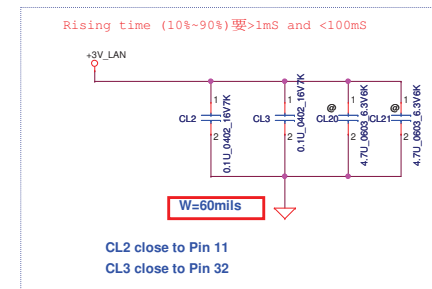 Rising time (10%~90%)要>1mS and <100mS
+3V_LAN
1 1 @ 1 @ 1
CL2 CL3 CL20 CL21
2 2 2 2
0.1U_0402_16V7K
0.1U_0402_16V7K
4.7U_0603_6.3V6K
4.7U_0603_6.3V6K
W=60mils
CL2 close to Pin 11
CL3 close to Pin 32